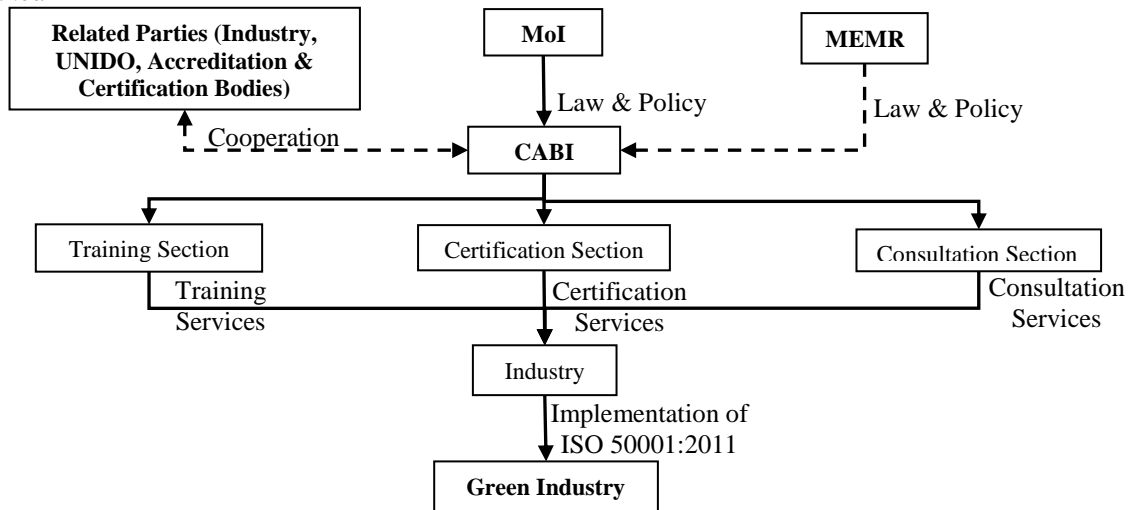 Related Parties (Industry,
UNIDO, Accreditation &
Certification Bodies)
MoI
MEMR
Law & Policy
Law & Policy
Cooperation
CABI
Training Section
Certification Section
Consultation Section
Training
Services
Certification
Services
Consultation
Services
Industry
Implementation of
ISO 50001:2011
Green Industry